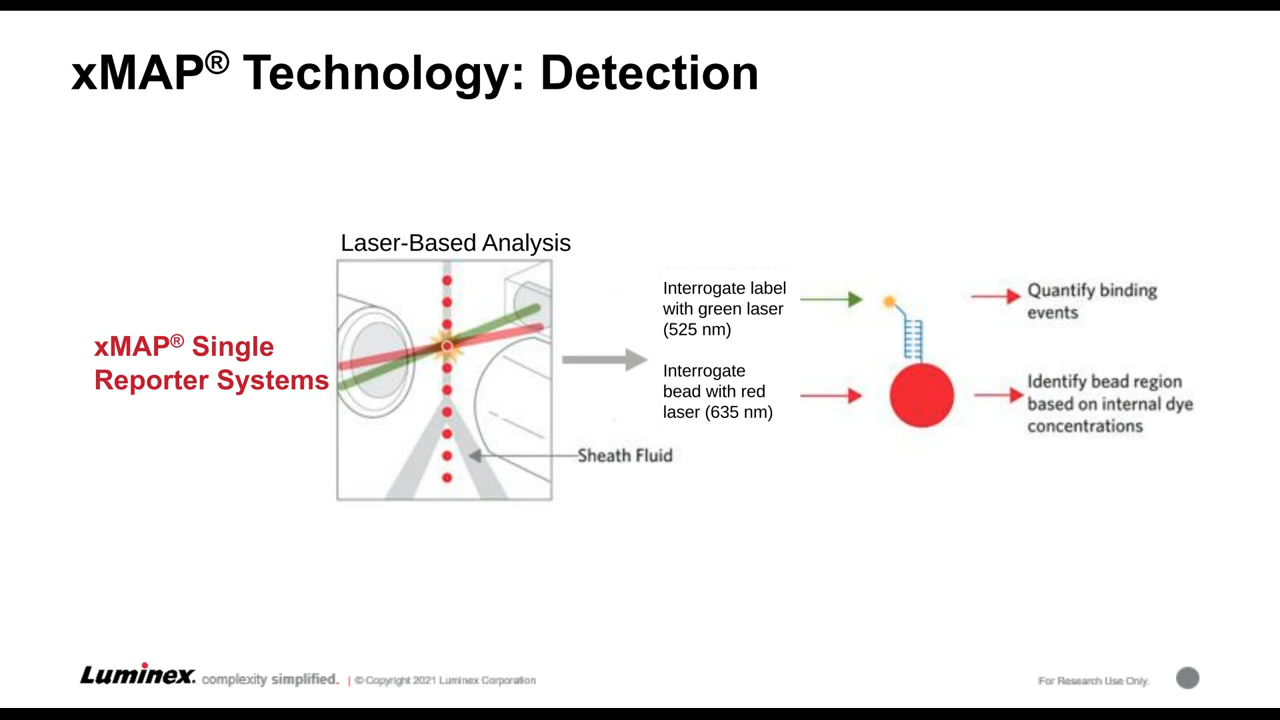 xMAP® Technology: Detection
Laser-Based Analysis
xMAP® Single
Reporter Systems
Sheath Fluid
Interrogate label
with green laser
(525 nm)
Interrogate
bead with red
laser (635 nm)
Quantify binding
events
Identify bead region
based on internal dye
concentrations
Luminex. complexity simplified. | © Copyright 2021 Luminex Corporation
For Research Use Only.